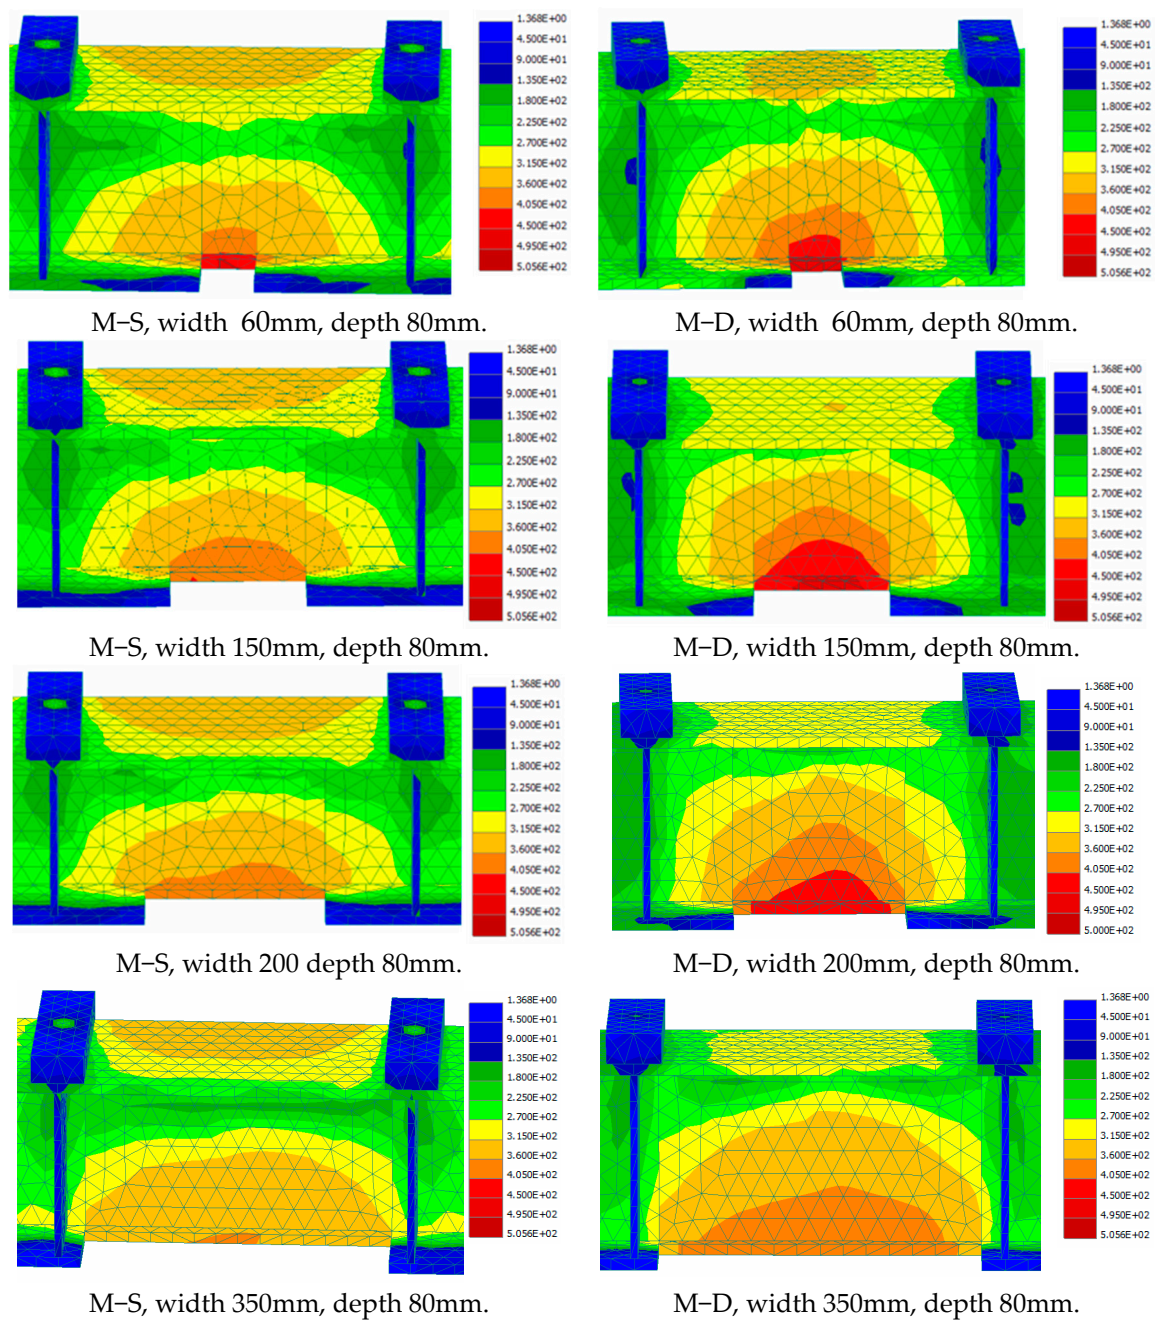 1.368E+00
4.500E+01
9.000E+01
1.350E+02
1.800E+02
2.250E+02
2.700E+02
3.150E+02
3.600E+02
4.050E+02
4.500E+02
4.950E+02
5.056E+02
1.368E+00
4.500E+01
9.000E+01
1.350E+02
1.800E+02
2.250E+02
2.700E+02
3.150E+02
3.600E+02
4.050E+02
4.500E+02
4.950E+02
5.056E+02
M−S, width 60mm, depth 80mm.
M−D, width 60mm, depth 80mm.
1.368E+00
4.500E+01
9.000E+01
1.350E+02
1.800E+02
2.250E+02
2.700E+02
3.150E+02
3.600E+02
4.050E+02
4.500E+02
4.950E+02
5.056E+02
1.368E+00
4.500E+01
9.000E+01
1.350E+02
1.800E+02
2.250E+02
2.700E+02
3.150E+02
3.600E+02
4.050E+02
4.500E+02
4.950E+02
5.056E+02
M−S, width 150mm, depth 80mm.
M−D, width 150mm, depth 80mm.
1.368E+00
4.500E+01
9.000E+01
1.350E+02
1.800E+02
2.250E+02
2.700E+02
3.150E+02
3.600E+02
4.050E+02
4.500E+02
4.950E+02
5.056E+02
1.368E+00
4.500E+01
9.000E+01
1.350E+02
1.800E+02
2.250E+02
2.700E+02
3.150E+02
3.600E+02
4.050E+02
4.500E+02
4.950E+02
5.000E+02
M−S, width 200 depth 80mm.
M−D, width 200mm, depth 80mm.
1.368E+00
4.500E+01
9.000E+01
1.350E+02
1.800E+02
2.250E+02
2.700E+02
3.150E+02
3.600E+02
4.050E+02
4.500E+02
4.950E+02
5.056E+02
1.368E+00
4.500E+01
9.000E+01
1.350E+02
1.800E+02
2.250E+02
2.700E+02
3.150E+02
3.600E+02
4.050E+02
4.500E+02
4.950E+02
5.056E+02
M−S, width 350mm, depth 80mm.
M−D, width 350mm, depth 80mm.